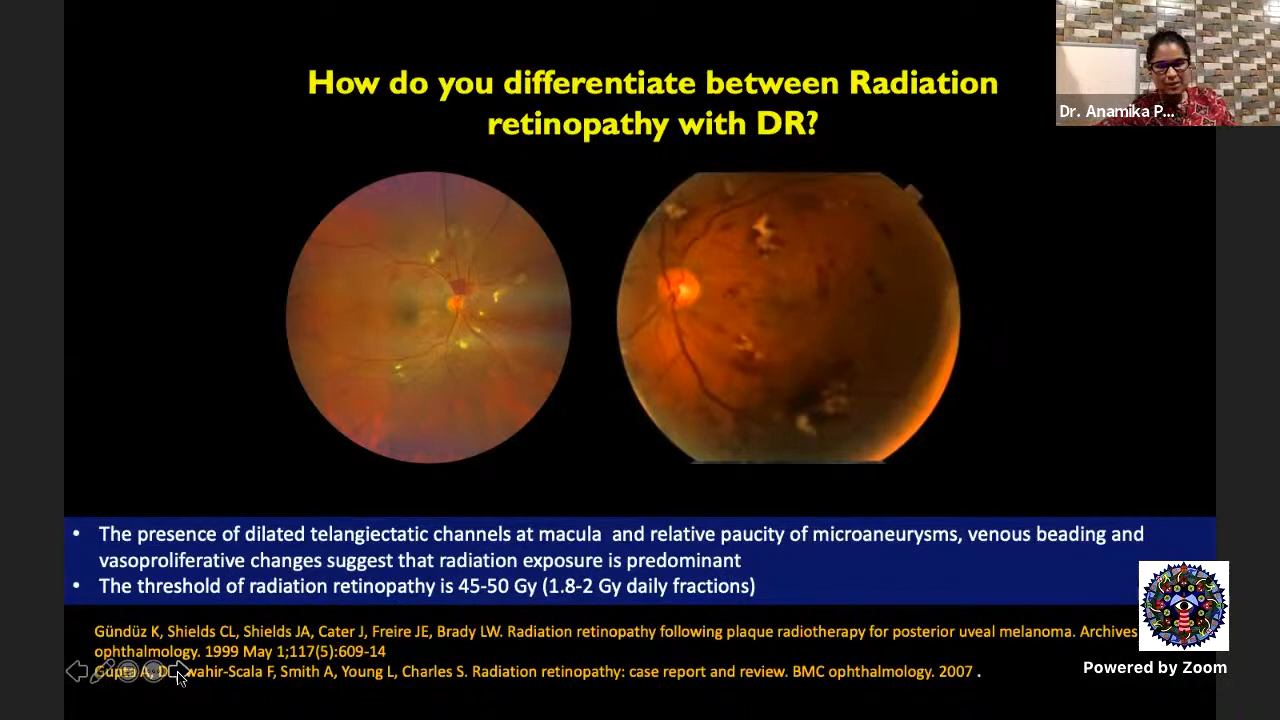 How do you differentiate between Radiation
retinopathy with DR?
Dr. Anamika P...
• The presence of dilated telangiectatic channels at macula and relative paucity of microaneurysms, venous beading and
vasoproliferative changes suggest that radiation exposure is predominant
• The threshold of radiation retinopathy is 45-50 Gy (1.8-2 Gy daily fractions)
Gündüz K, Shields CL, Shields JA, Cater J, Freire JE, Brady LW. Radiation retinopathy following plaque radiotherapy for posterior uveal melanoma. Archives
ophthalmology. 1999 May 1;117(5):609-14
Gupta A, F, Smith A, Young L, Charles S. Radiation retinopathy: case report and review. BMC ophthalmology. 2007 .
Powered by Zoom